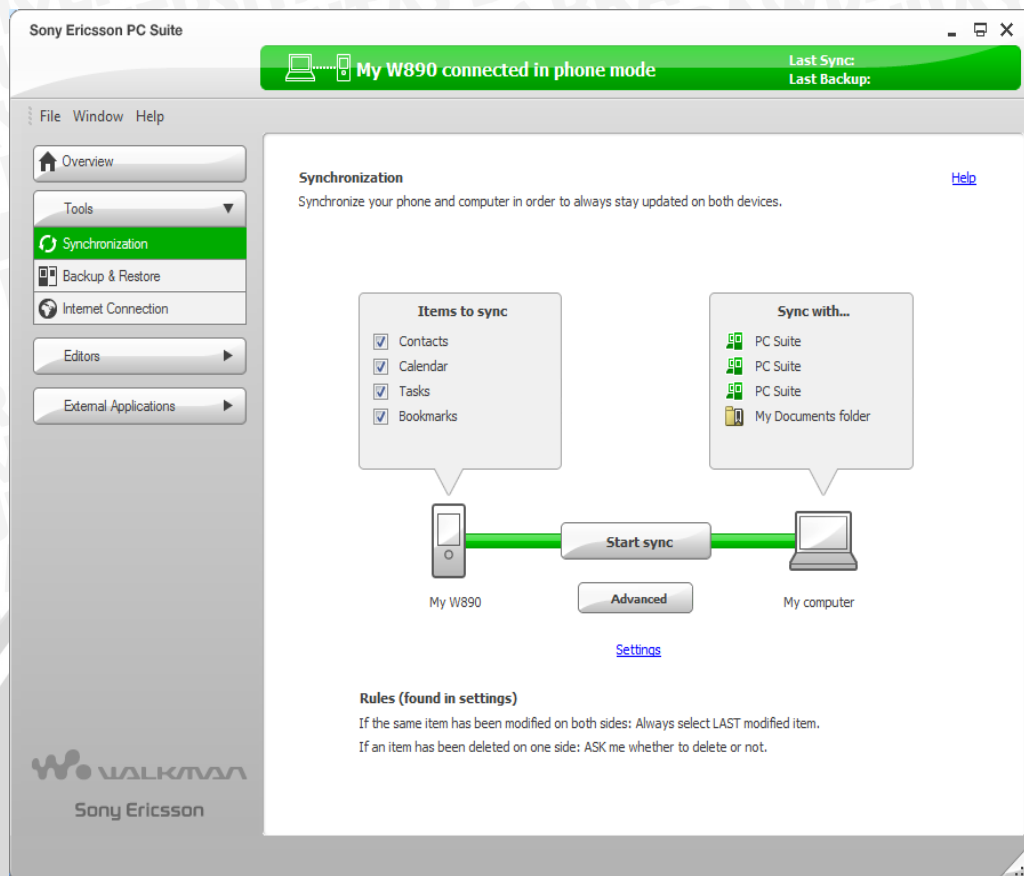 Sony Ericsson PC Suite
My W890 connected in phone mode
Last Sync:
Last Backup:
File Window Help
Overview
Tools
Synchronization
Backup & Restore
Internet Connection
Editors
External Applications
Synchronization
Help
Synchronize your phone and computer in order to always stay updated on both devices.
Items to sync
Contacts
Calendar
Tasks
Bookmarks
Sync with...
PC Suite
PC Suite
PC Suite
My Documents folder
Start sync
My W890
Advanced
My computer
Settings
Rules (found in settings)
If the same item has been modified on both sides: Always select LAST modified item.
If an item has been deleted on one side: ASK me whether to delete or not.
WALKMAN
Sony Ericsson